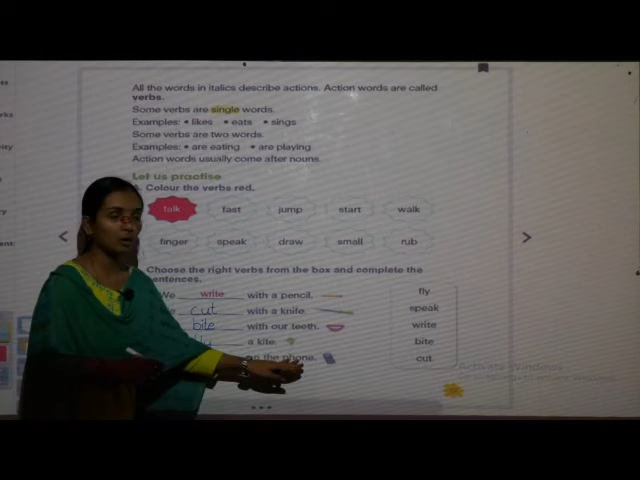 All the words in italics describe actions. Action words are called
verbs.
Some verbs are single words.
Examples: • likes • eats • sings
Some verbs are two words.
Examples: • are eating • are playing
Action words usually come after nouns.
Let us practise
Colour the verbs red.
talk fast jump start walk
finger speak draw small rub
Choose the right verbs from the box and complete the
write with a pencil.
cut with a knife.
bite with our teeth.
a kite.
on the phone.
fly
speak
write
bite
cut
Activate Windows